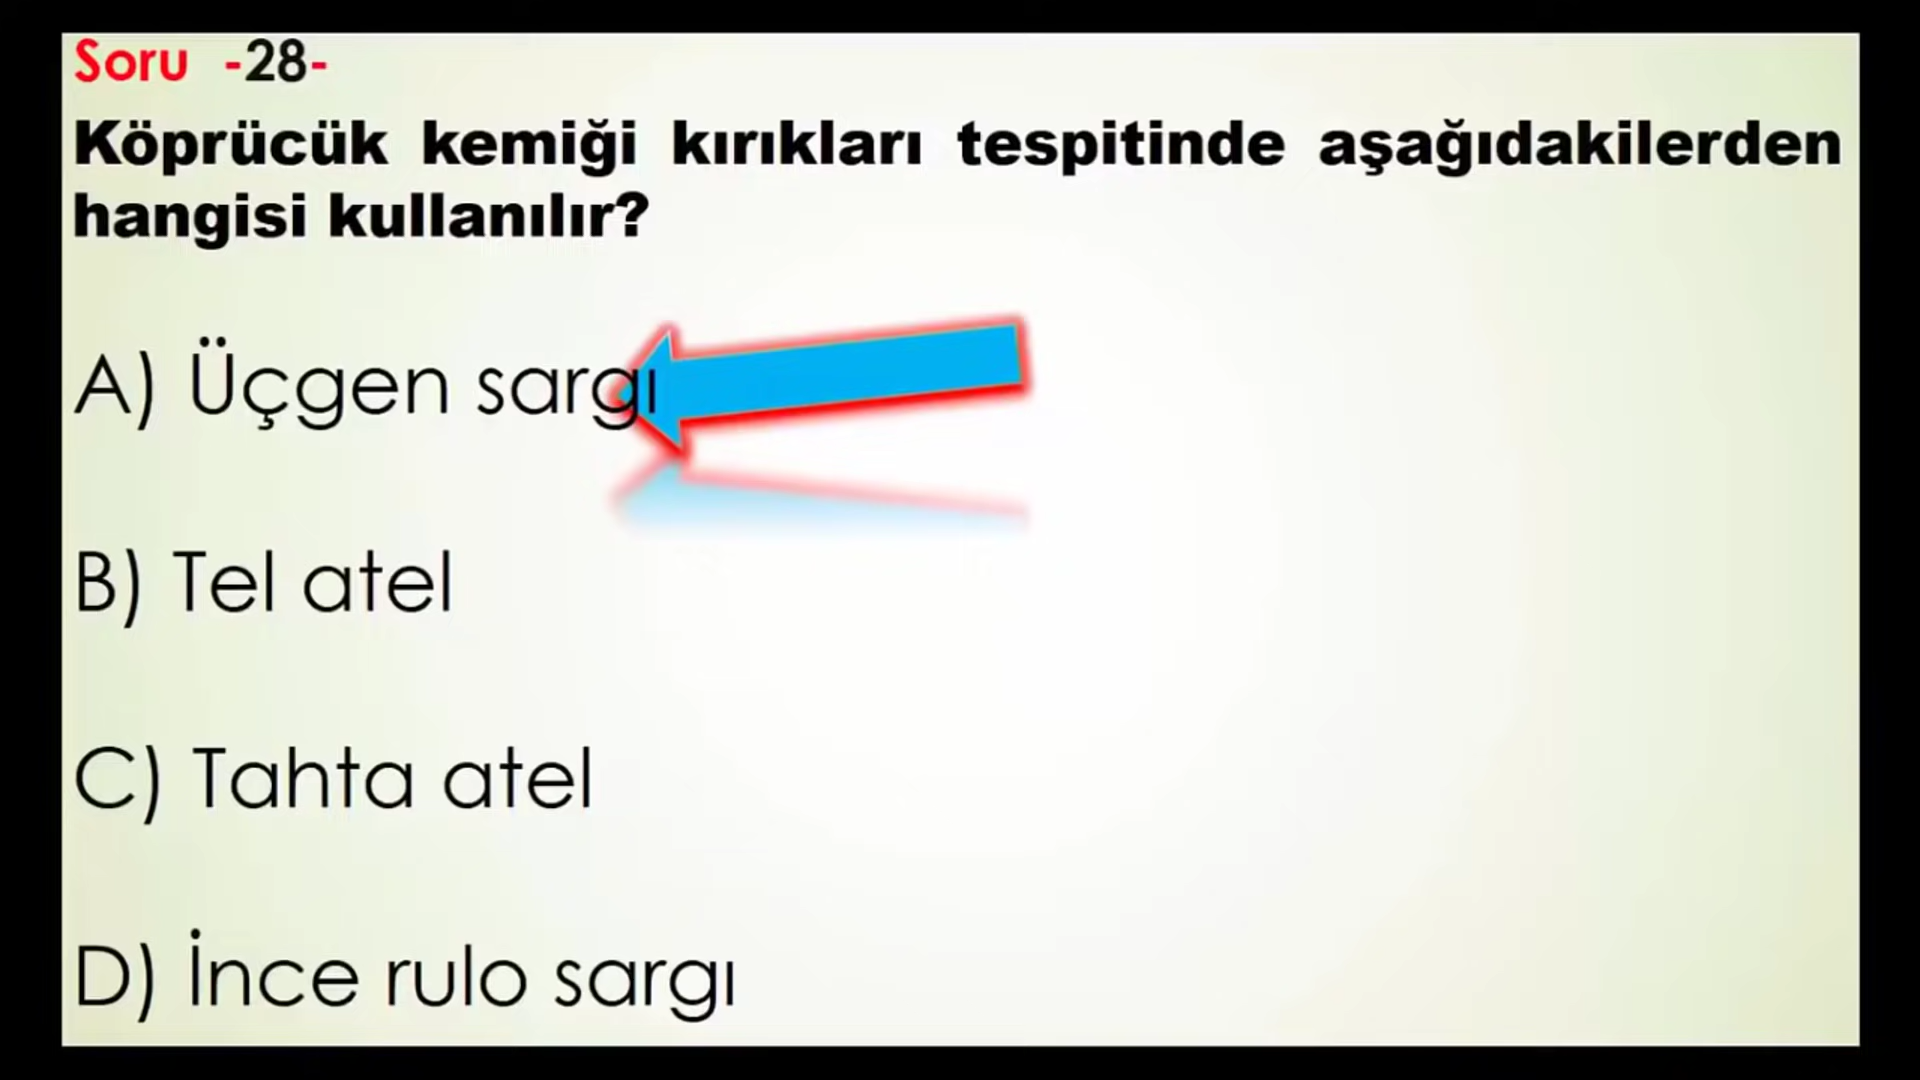 Soru -28-
Köprücük kemiği kırıkları tespitinde aşağıdakilerden
hangisi kullanılır?
A) Üçgen sargı
B) Tel atel
C) Tahta atel
D) İnce rulo sargı